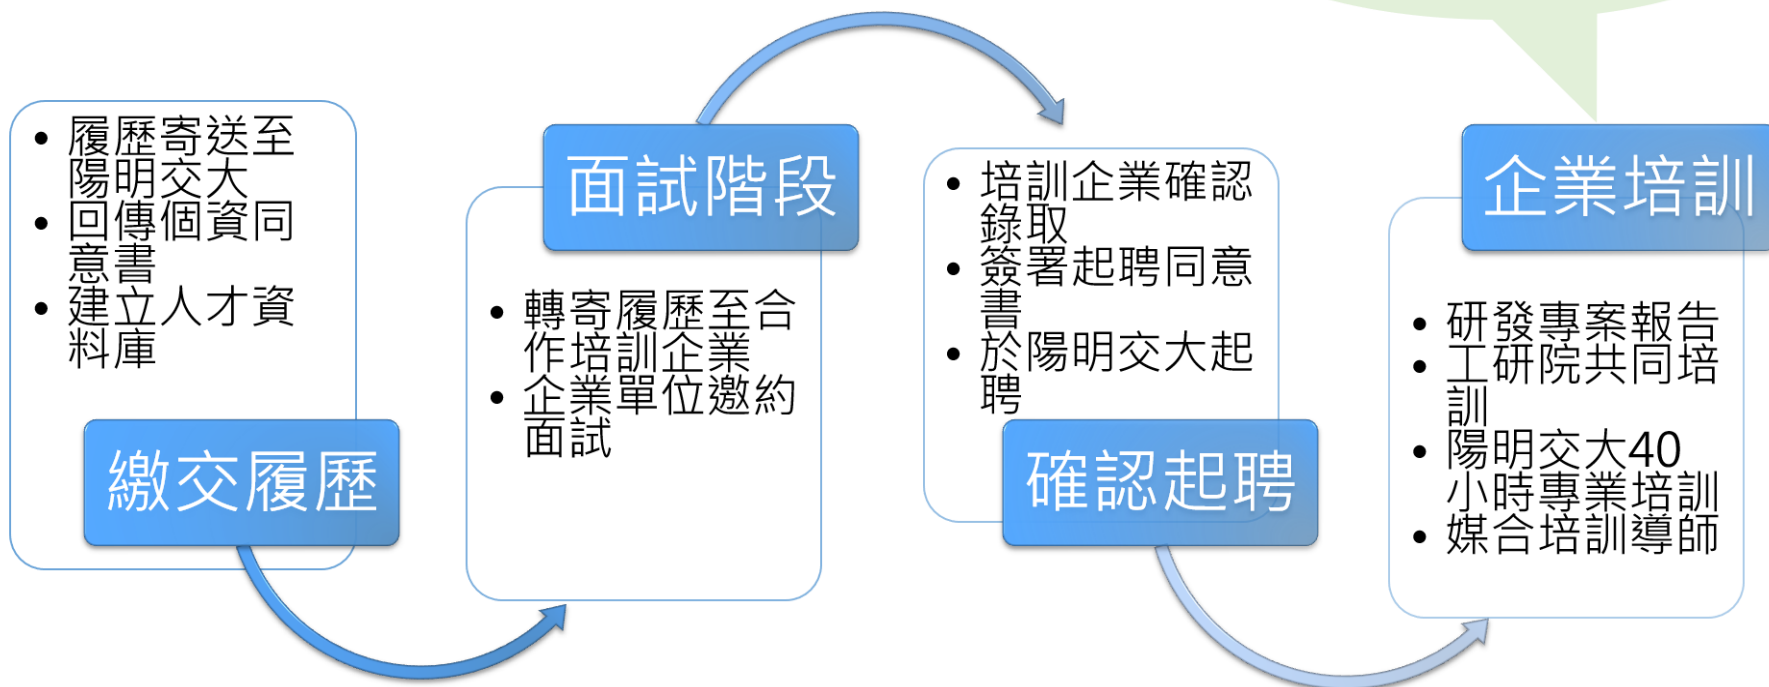 • 履歷寄送至
陽明交大
• 回傳個資同
意書
• 建立人才資
料庫
繳交履歷
面試階段
• 轉寄履歷至合
作培訓企業
• 企業單位邀約
面試
• 培訓企業確認
錄取
• 簽署起聘同意
書
• 於陽明交大起
聘
確認起聘
企業培訓
• 研發專案報告
• 工研院共同培
訓
• 陽明交大40
小時專業培訓
• 媒合培訓導師